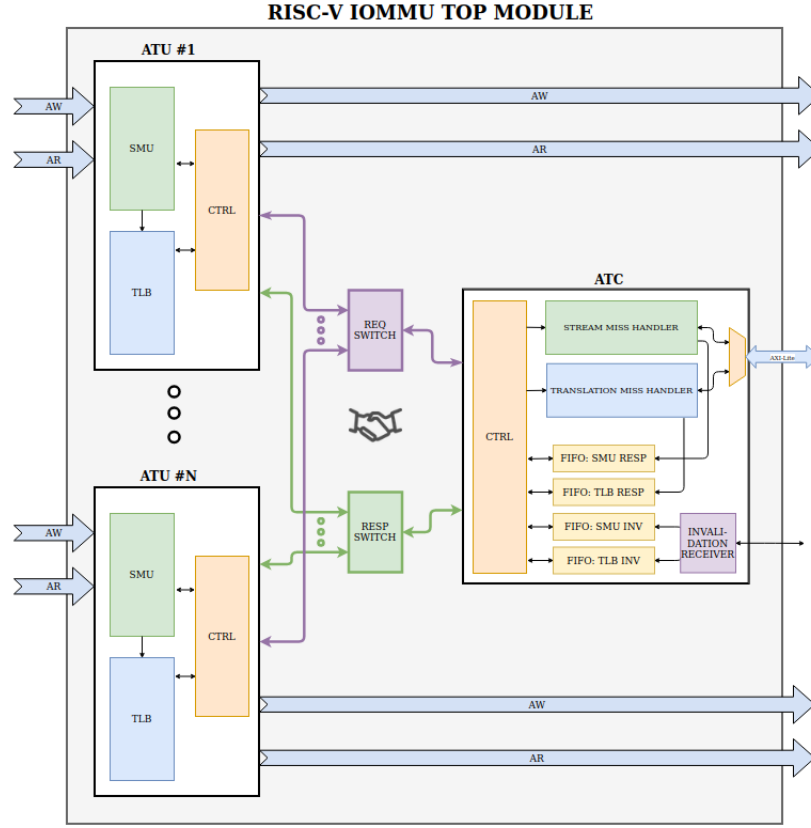 RISC-V IOMMU TOP MODULE
ATU #1
AW
AR
SMU
CTRL
TLB
AW
AR
REQ
SWITCH
ATC
CTRL
STREAM MISS HANDLER
TRANSLATION MISS HANDLER
AXI-Lite
FIFO: SMU RESP
FIFO: TLB RESP
FIFO: SMU INV
FIFO: TLB INV
INVALI-
DATION
RECEIVER
RESP
SWITCH
ATU #N
AW
AR
SMU
CTRL
TLB
AW
AR